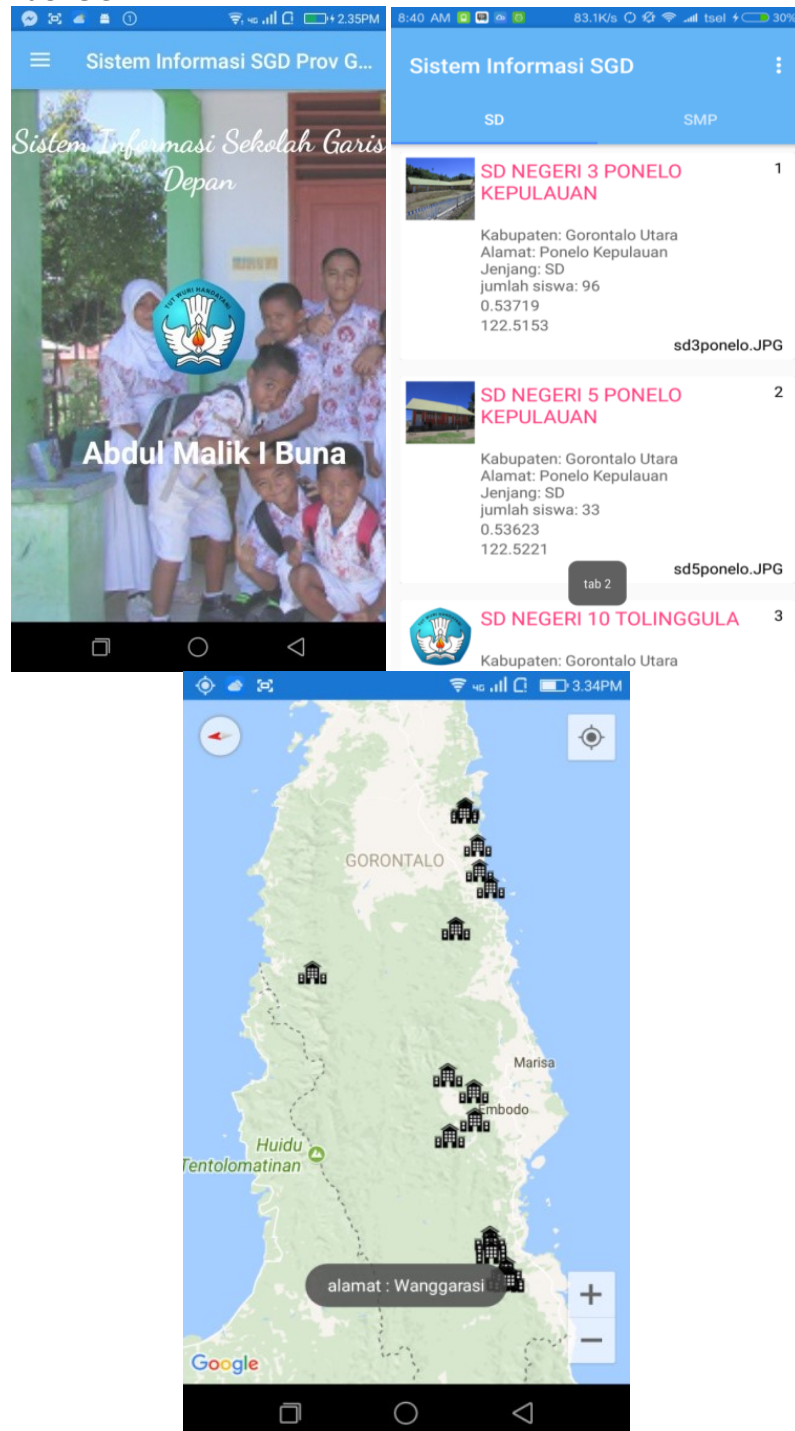 2.35PM
Sistem Informasi SGD Prov G...
Sistem Informasi Sekolah Garis
Depan
TUT WURI HANDAYANI
Abdul Malik I Buna
8:40 AM
83.1K/s
tsel
30%
Sistem Informasi SGD
SD
SMP
SD NEGERI 3 PONELO
KEPULAUAN
1
Kabupaten: Gorontalo Utara
Alamat: Ponelo Kepulauan
Jenjang: SD
jumlah siswa: 96
0.53719
122.5153
sd3ponelo.JPG
SD NEGERI 5 PONELO
KEPULAUAN
2
Kabupaten: Gorontalo Utara
Alamat: Ponelo Kepulauan
Jenjang: SD
jumlah siswa: 33
0.53623
122.5221
sd5ponelo.JPG
tab 2
SD NEGERI 10 TOLINGGULA
3
Kabupaten: Gorontalo Utara
4G
3.34PM
GORONTALO
Marisa
Embodo
Huidu
Tentolomatinan
alamat : Wanggarasi
+
−
Google